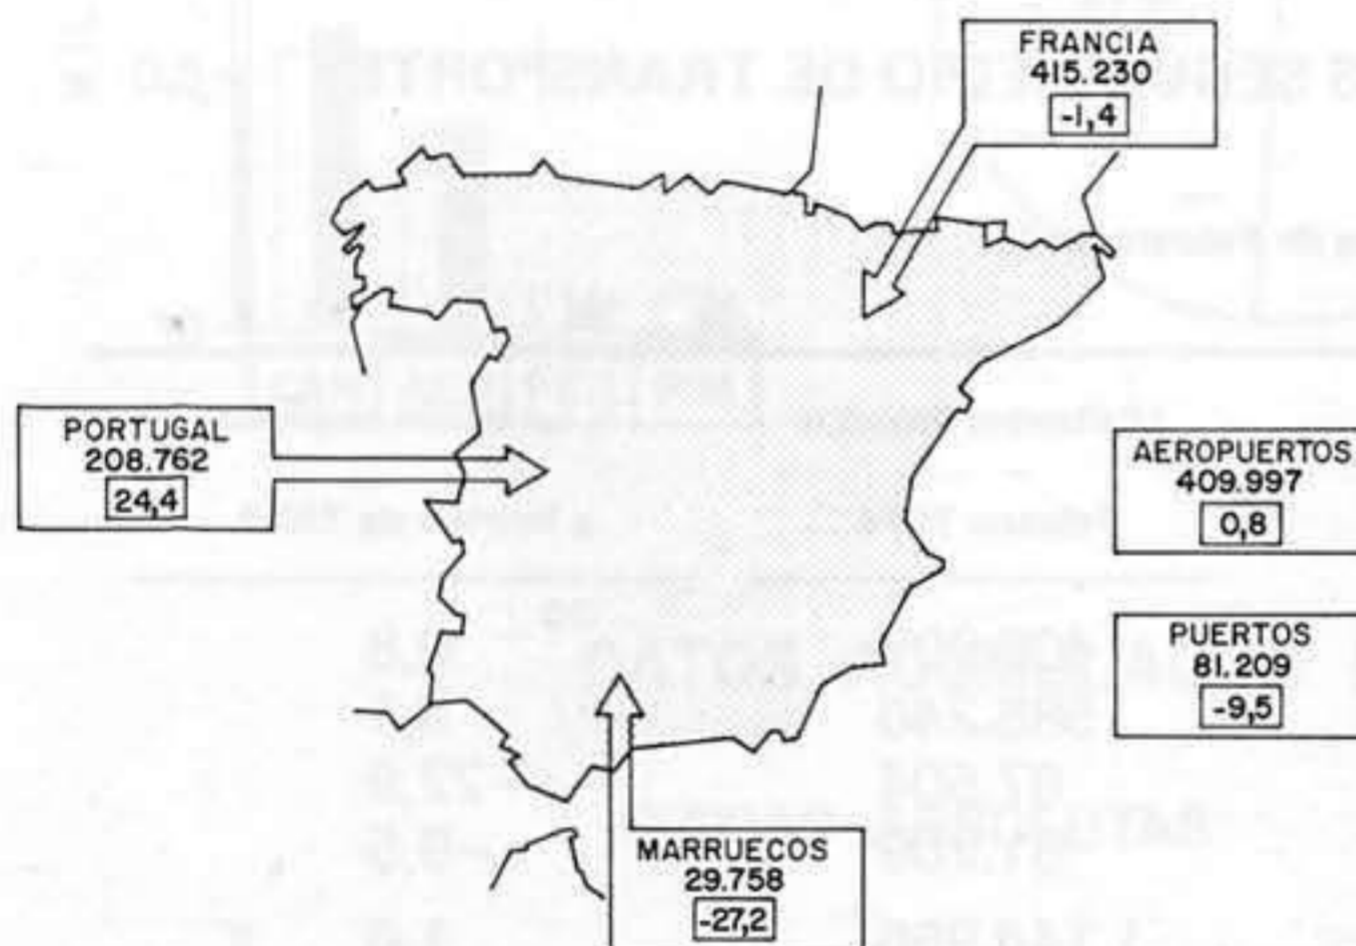 FRANCIA
415.230
-1,4
PORTUGAL
208.762
24,4
AEROPUERTOS
409.997
0,8
PUERTOS
81.209
-9,5
MARRUECOS
29.758
-27,2